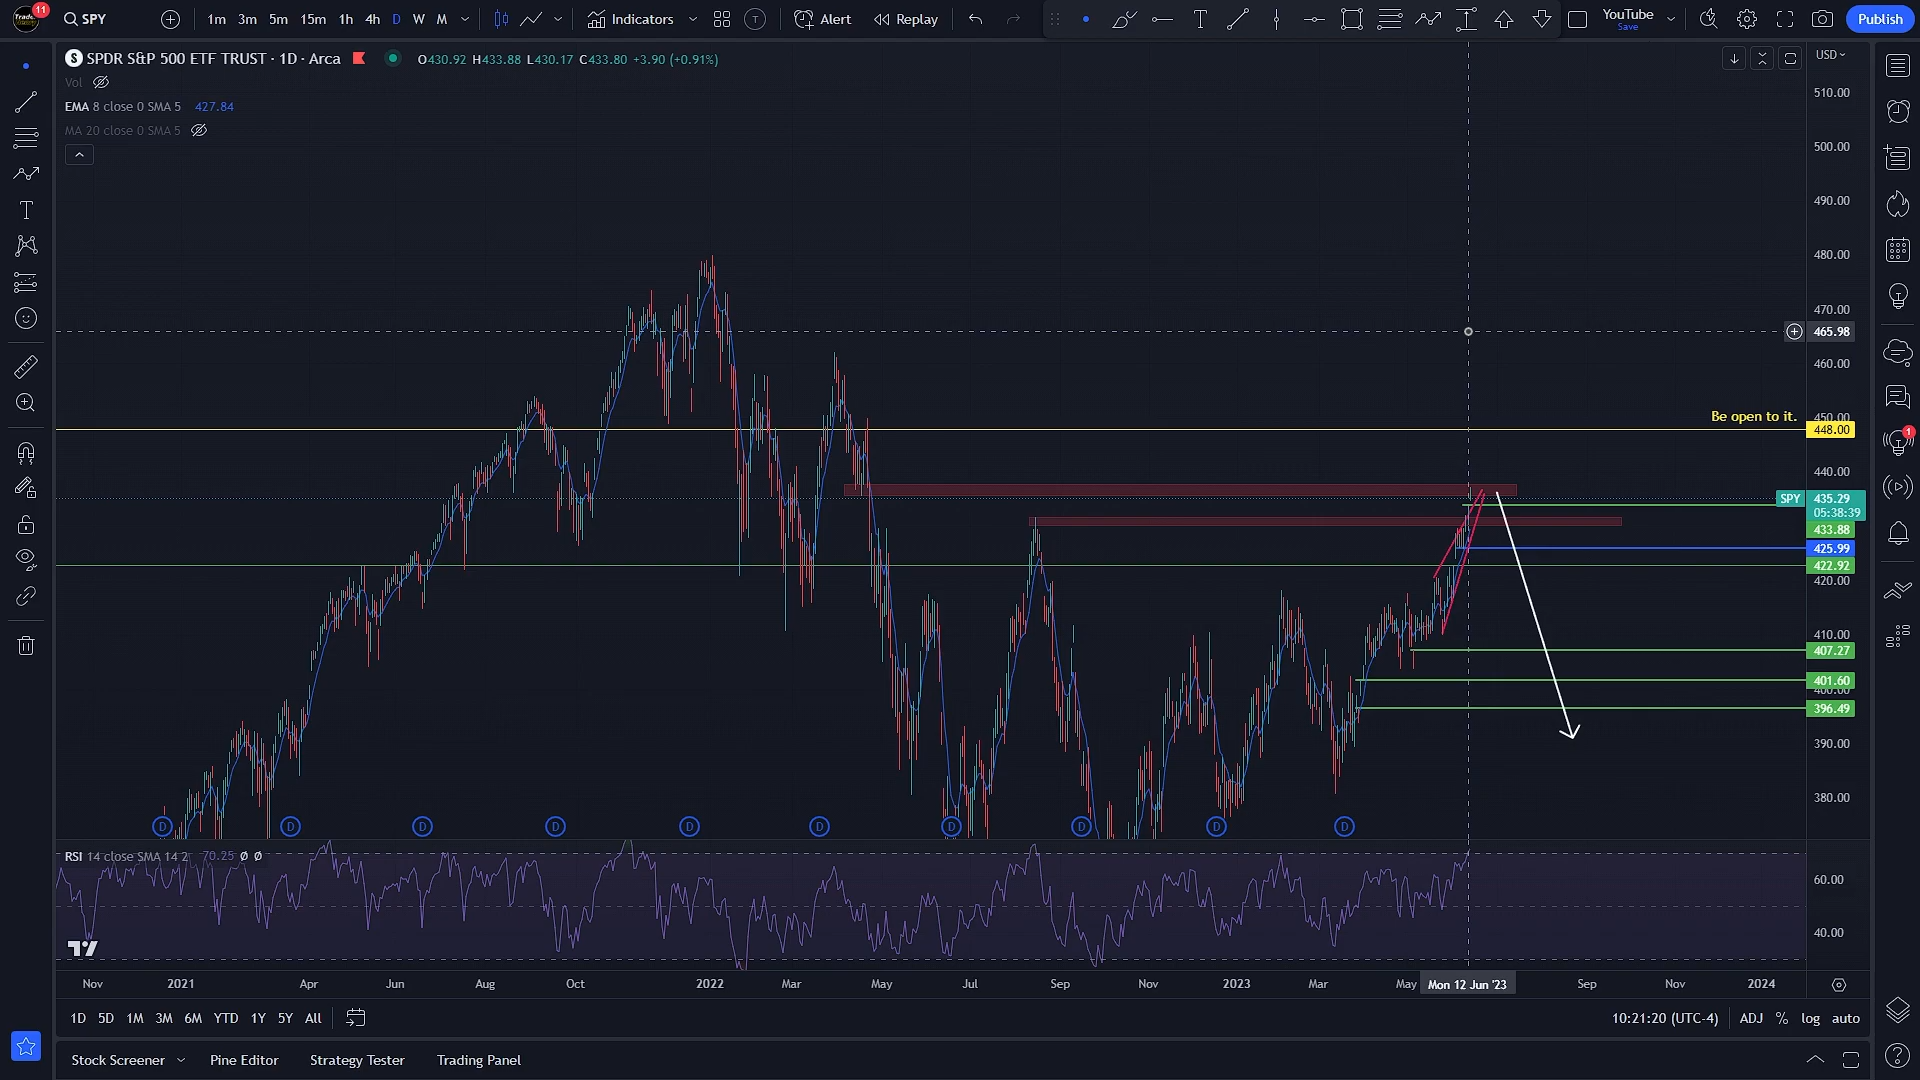 11
SPY
1m 3m 5m 15m 1h 4h D W M
Indicators
T
Alert
Replay
YouTube
Save
Publish
S SPDR S&P 500 ETF TRUST · 1D · Arca
O430.92 H433.88 L430.17 C433.80 +3.90 (+0.91%)
USD
Vol
EMA 8 close 0 SMA 5 427.84
MA 20 close 0 SMA 5
510.00
500.00
490.00
480.00
470.00
465.98
460.00
Be open to it.
450.00
448.00
440.00
SPY 435.29
05:38:39
433.88
425.99
422.92
420.00
410.00
407.27
401.60
400.00
396.49
390.00
380.00
D D D D D D D D D D
RSI 14 close SMA 14 2 70.25 ∅ ∅
60.00
40.00
Nov 2021 Apr Jun Aug Oct 2022 Mar May Jul Sep Nov 2023 Mar May Mon 12 Jun '23 Sep Nov 2024
1D 5D 1M 3M 6M YTD 1Y 5Y All
10:21:20 (UTC-4) ADJ % log auto
Stock Screener Pine Editor Strategy Tester Trading Panel
1